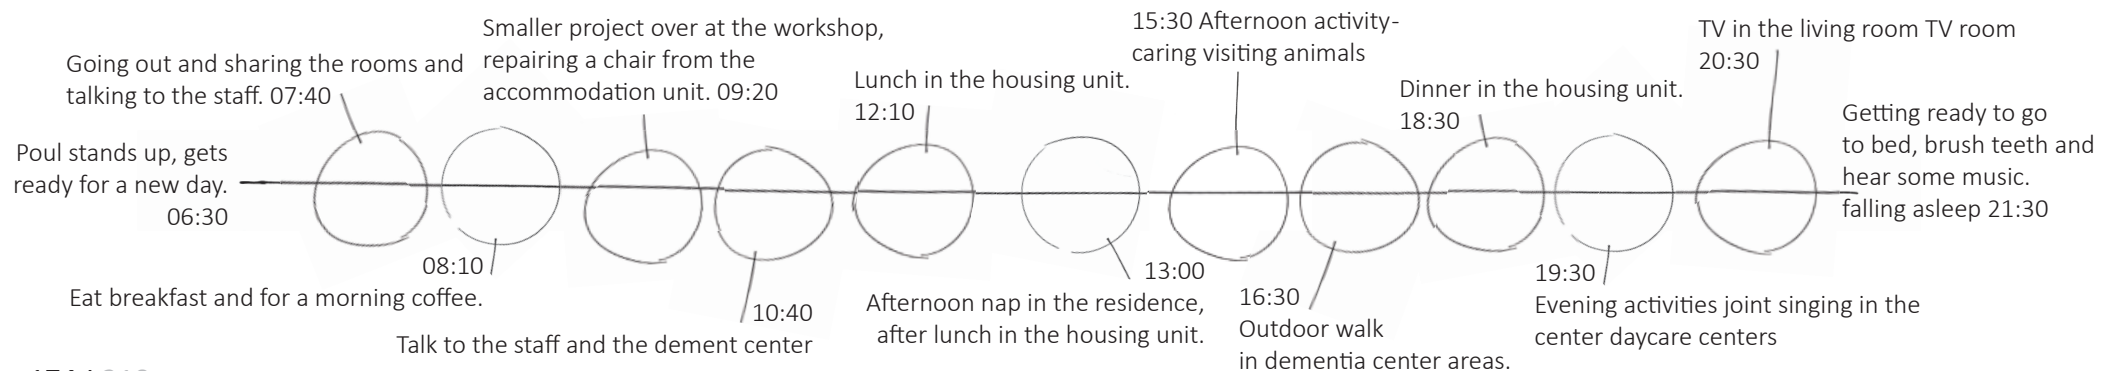 Poul stands up, gets
ready for a new day.
06:30
Going out and sharing the rooms and
talking to the staff. 07:40
08:10
Eat breakfast and for a morning coffee.
Smaller project over at the workshop,
repairing a chair from the
accommodation unit. 09:20
10:40
Talk to the staff and the dement center
Lunch in the housing unit.
12:10
13:00
Afternoon nap in the residence,
after lunch in the housing unit.
15:30 Afternoon activity-
caring visiting animals
16:30
Outdoor walk
in dementia center areas.
Dinner in the housing unit.
18:30
19:30
Evening activities joint singing in the
center daycare centers
TV in the living room TV room
20:30
Getting ready to go
to bed, brush teeth and
hear some music.
falling asleep 21:30